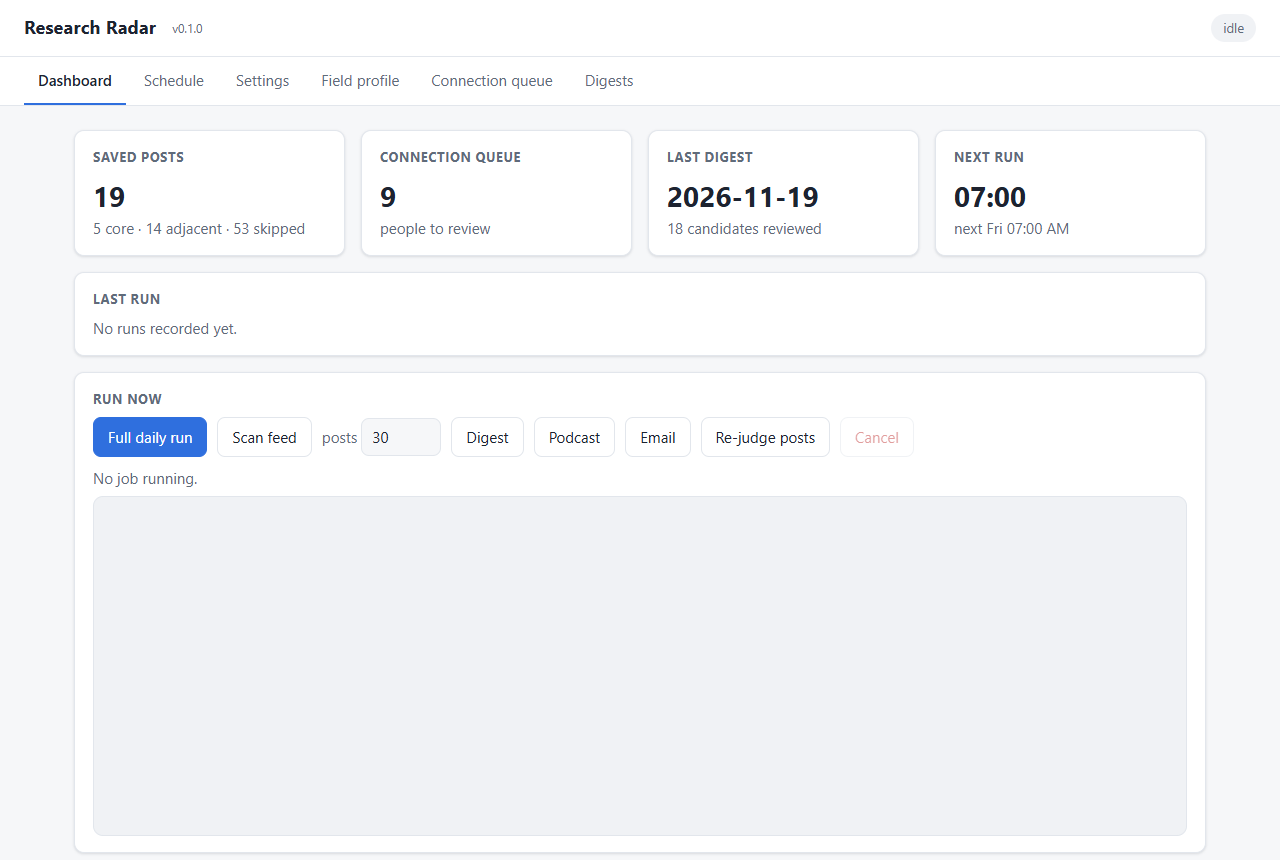 Research Radar v0.1.0 idle
Dashboard Schedule Settings Field profile Connection queue Digests
SAVED POSTS
19
5 core · 14 adjacent · 53 skipped
CONNECTION QUEUE
9
people to review
LAST DIGEST
2026-11-19
18 candidates reviewed
NEXT RUN
07:00
next Fri 07:00 AM
LAST RUN
No runs recorded yet.
RUN NOW
Full daily run Scan feed posts 30 Digest Podcast Email Re-judge posts Cancel
No job running.